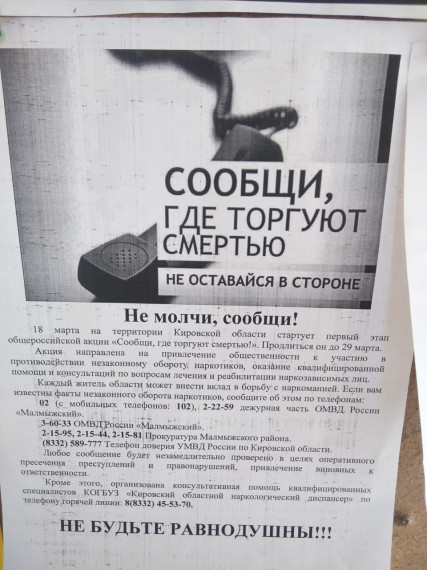 СООБЩИ,
ГДЕ ТОРГУЮТ
СМЕРТЬЮ
НЕ ОСТАВАЙСЯ В СТОРОНЕ
Не молчи, сообщи!
18 марта на территории Кировской области стартует первый этап
общероссийской акции «Сообщи, где торгуют смертью!». Продлиться он до 29 марта.
Акция направлена на привлечение общественности к участию в
противодействии незаконному обороту, наркотиков, оказание квалифицированной
помощи и консультаций по вопросам лечения и реабилитации наркозависимых лиц.
Каждый житель области может внести вклад в борьбу с наркоманией. Если вам
известны факты незаконного оборота наркотиков, сообщите об этом по телефонам:
02 (с мобильных телефонов: 102), 2-22-59 дежурная часть ОМВД России
«Малмыжский».
3-60-33 ОМВД России «Малмыжский».
2-15-95, 2-15-44, 2-15-81 Прокуратура Малмыжского района.
(8332) 589-777 Телефон доверия УМВД России по Кировской области.
Любое сообщение будет незамедлительно проверено в целях оперативного
пресечения преступлений и правонарушений, привлечение виновных к
ответственности.
Кроме этого, организована консультативная помощь квалифицированных
специалистов КОГБУЗ «Кировский областной наркологический диспансер» по
телефону горячей линии: 8(8332) 45-53-70.
НЕ БУДЬТЕ РАВНОДУШНЫ!!!